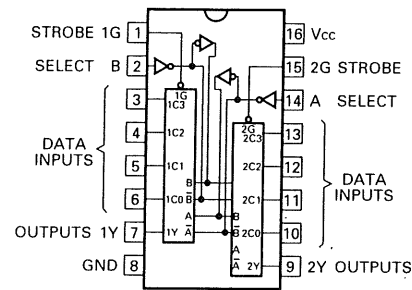 STROBE 1G 1
SELECT B 2
3
4
5
6
DATA
INPUTS
OUTPUTS 1Y 7
GND 8
1G
1C3
1C2
1C1
1C0
1Y
B
B̅
A
A̅
2G
2C3
2C2
2C1
2C0
2Y
B
B̅
A
A̅
16 Vcc
15 2G STROBE
14 A SELECT
13
12
11
10
DATA
INPUTS
9 2Y OUTPUTS